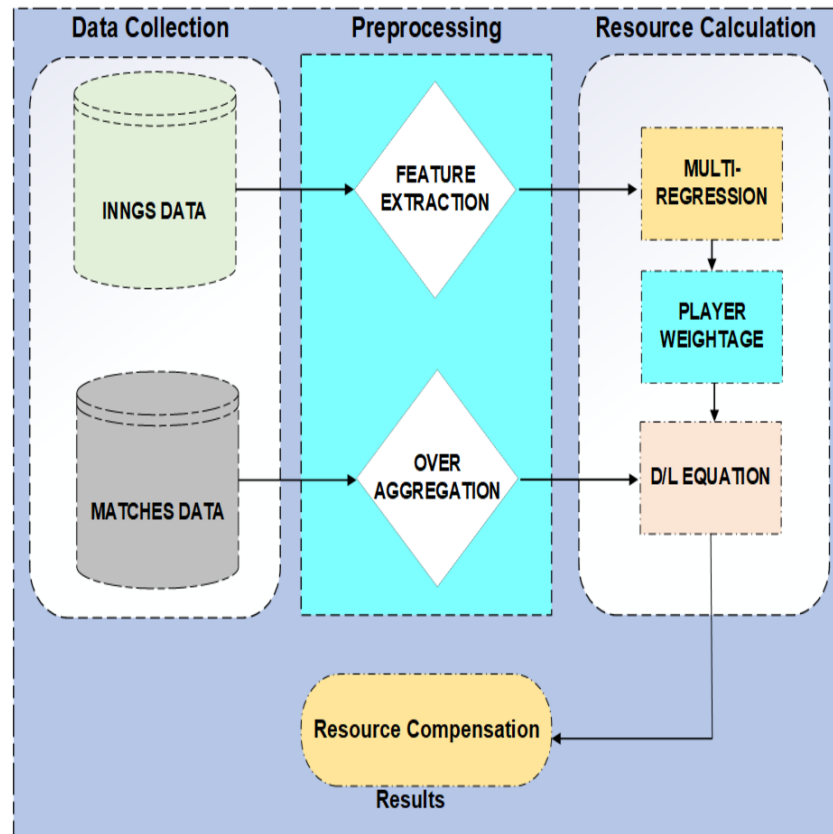 Data Collection
Preprocessing
Resource Calculation
INNGS DATA
FEATURE
EXTRACTION
MULTI-
REGRESSION
PLAYER
WEIGHTAGE
MATCHES DATA
OVER
AGGREGATION
D/L EQUATION
Resource Compensation
Results